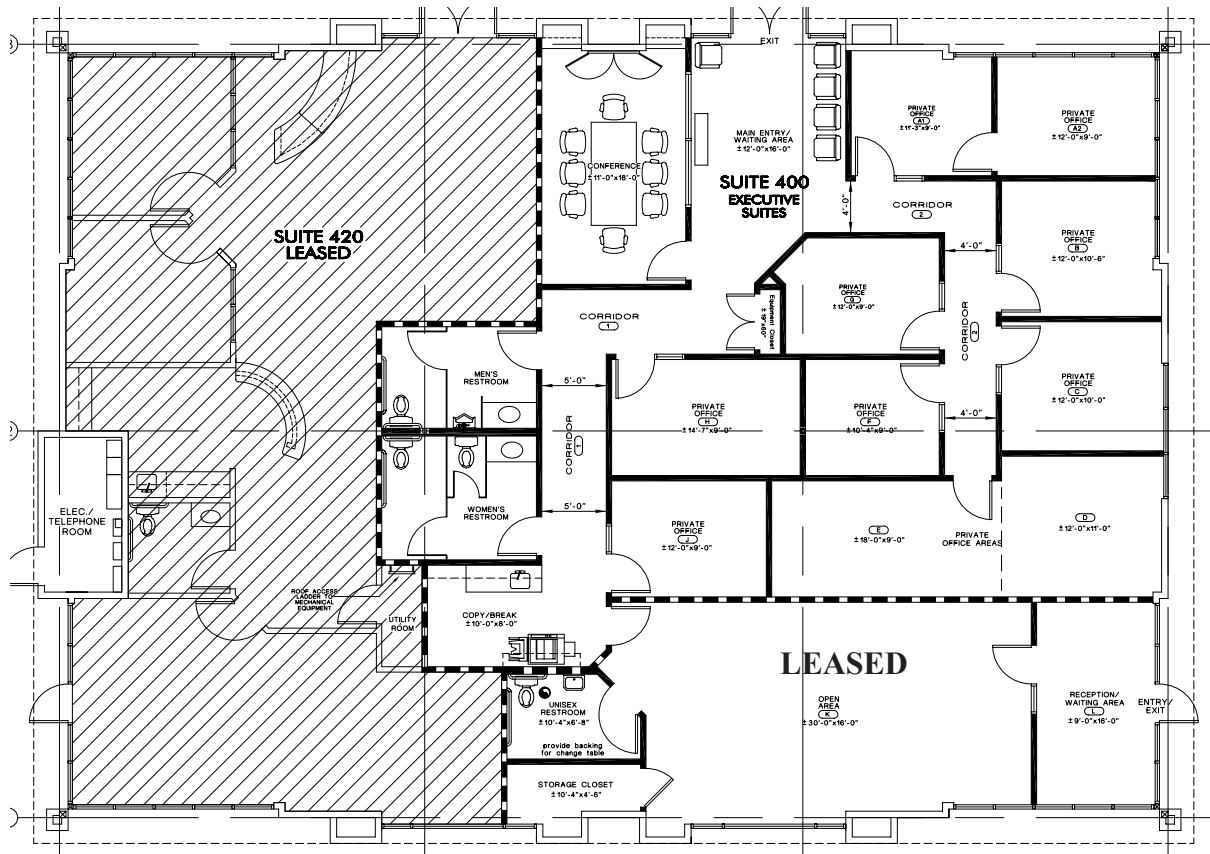 B
EXIT
PRIVATE
OFFICE
A1
±11'-3"x9'-0"
PRIVATE
OFFICE
A2
±12'-0"x9'-0"
MAIN ENTRY/
WAITING AREA
±12'-0"x16'-0"
CONFERENCE
±11'-0"x18'-0"
SUITE 400
EXECUTIVE
SUITES
4'-0"
CORRIDOR
2
SUITE 420
LEASED
PRIVATE
OFFICE
B
±12'-0"x10'-6"
4'-0"
PRIVATE
OFFICE
G
±12'-0"x9'-0"
Equipment Closet
±19"x60"
CORRIDOR
1
CORRIDOR
2
MEN'S
RESTROOM
5'-0"
PRIVATE
OFFICE
C
±12'-0"x10'-0"
PRIVATE
OFFICE
H
±14'-7"x9'-0"
PRIVATE
OFFICE
F
±10'-4"x9'-0"
4'-0"
CORRIDOR
1
ELEC./
TELEPHONE
ROOM
WOMEN'S
RESTROOM
5'-0"
PRIVATE
OFFICE
J
±12'-0"x9'-0"
E
±18'-0"x9'-0"
PRIVATE
OFFICE AREAS
D
±12'-0"x11'-0"
ROOF ACCESS
LADDER TO
MECHANICAL
EQUIPMENT
UTILITY
ROOM
COPY/BREAK
±10'-0"x8'-0"
LEASED
UNISEX
RESTROOM
±10'-4"x6'-8"
provide backing
for change table
OPEN
AREA
K
±30'-0"x16'-0"
RECEPTION/
WAITING AREA
L
±9'-0"x16'-0"
ENTRY/
EXIT
STORAGE CLOSET
±10'-4"x4'-6"